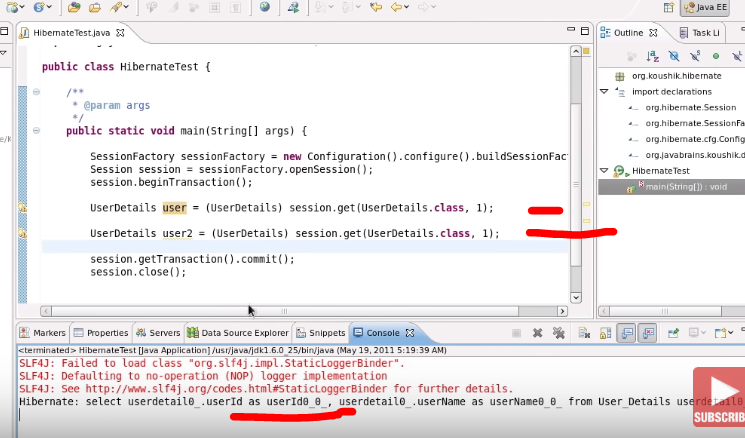 Java EE
HibernateTest.java
Outline
Task Li
public class HibernateTest {
/**
* @param args
*/
public static void main(String[] args) {
SessionFactory sessionFactory = new Configuration().configure().buildSessionFact
Session session = sessionFactory.openSession();
session.beginTransaction();
UserDetails user = (UserDetails) session.get(UserDetails.class, 1);
UserDetails user2 = (UserDetails) session.get(UserDetails.class, 1);
session.getTransaction().commit();
session.close();
org.koushik.hibernate
import declarations
org.hibernate.Session
org.hibernate.SessionFa
org.hibernate.cfg.Config
org.javabrains.koushik.d
HibernateTest
main(String[]) : void
Markers
Properties
Servers
Data Source Explorer
Snippets
Console
<terminated> HibernateTest [Java Application] /usr/java/jdk1.6.0_25/bin/java (May 19, 2011 5:19:39 AM)
SLF4J: Failed to load class "org.slf4j.impl.StaticLoggerBinder".
SLF4J: Defaulting to no-operation (NOP) logger implementation
SLF4J: See http://www.slf4j.org/codes.html#StaticLoggerBinder for further details.
Hibernate: select userdetail0_.userId as userId0_0_, userdetail0_.userName as userName0_0_ from User_Details userdetail0
SUBSCRIB